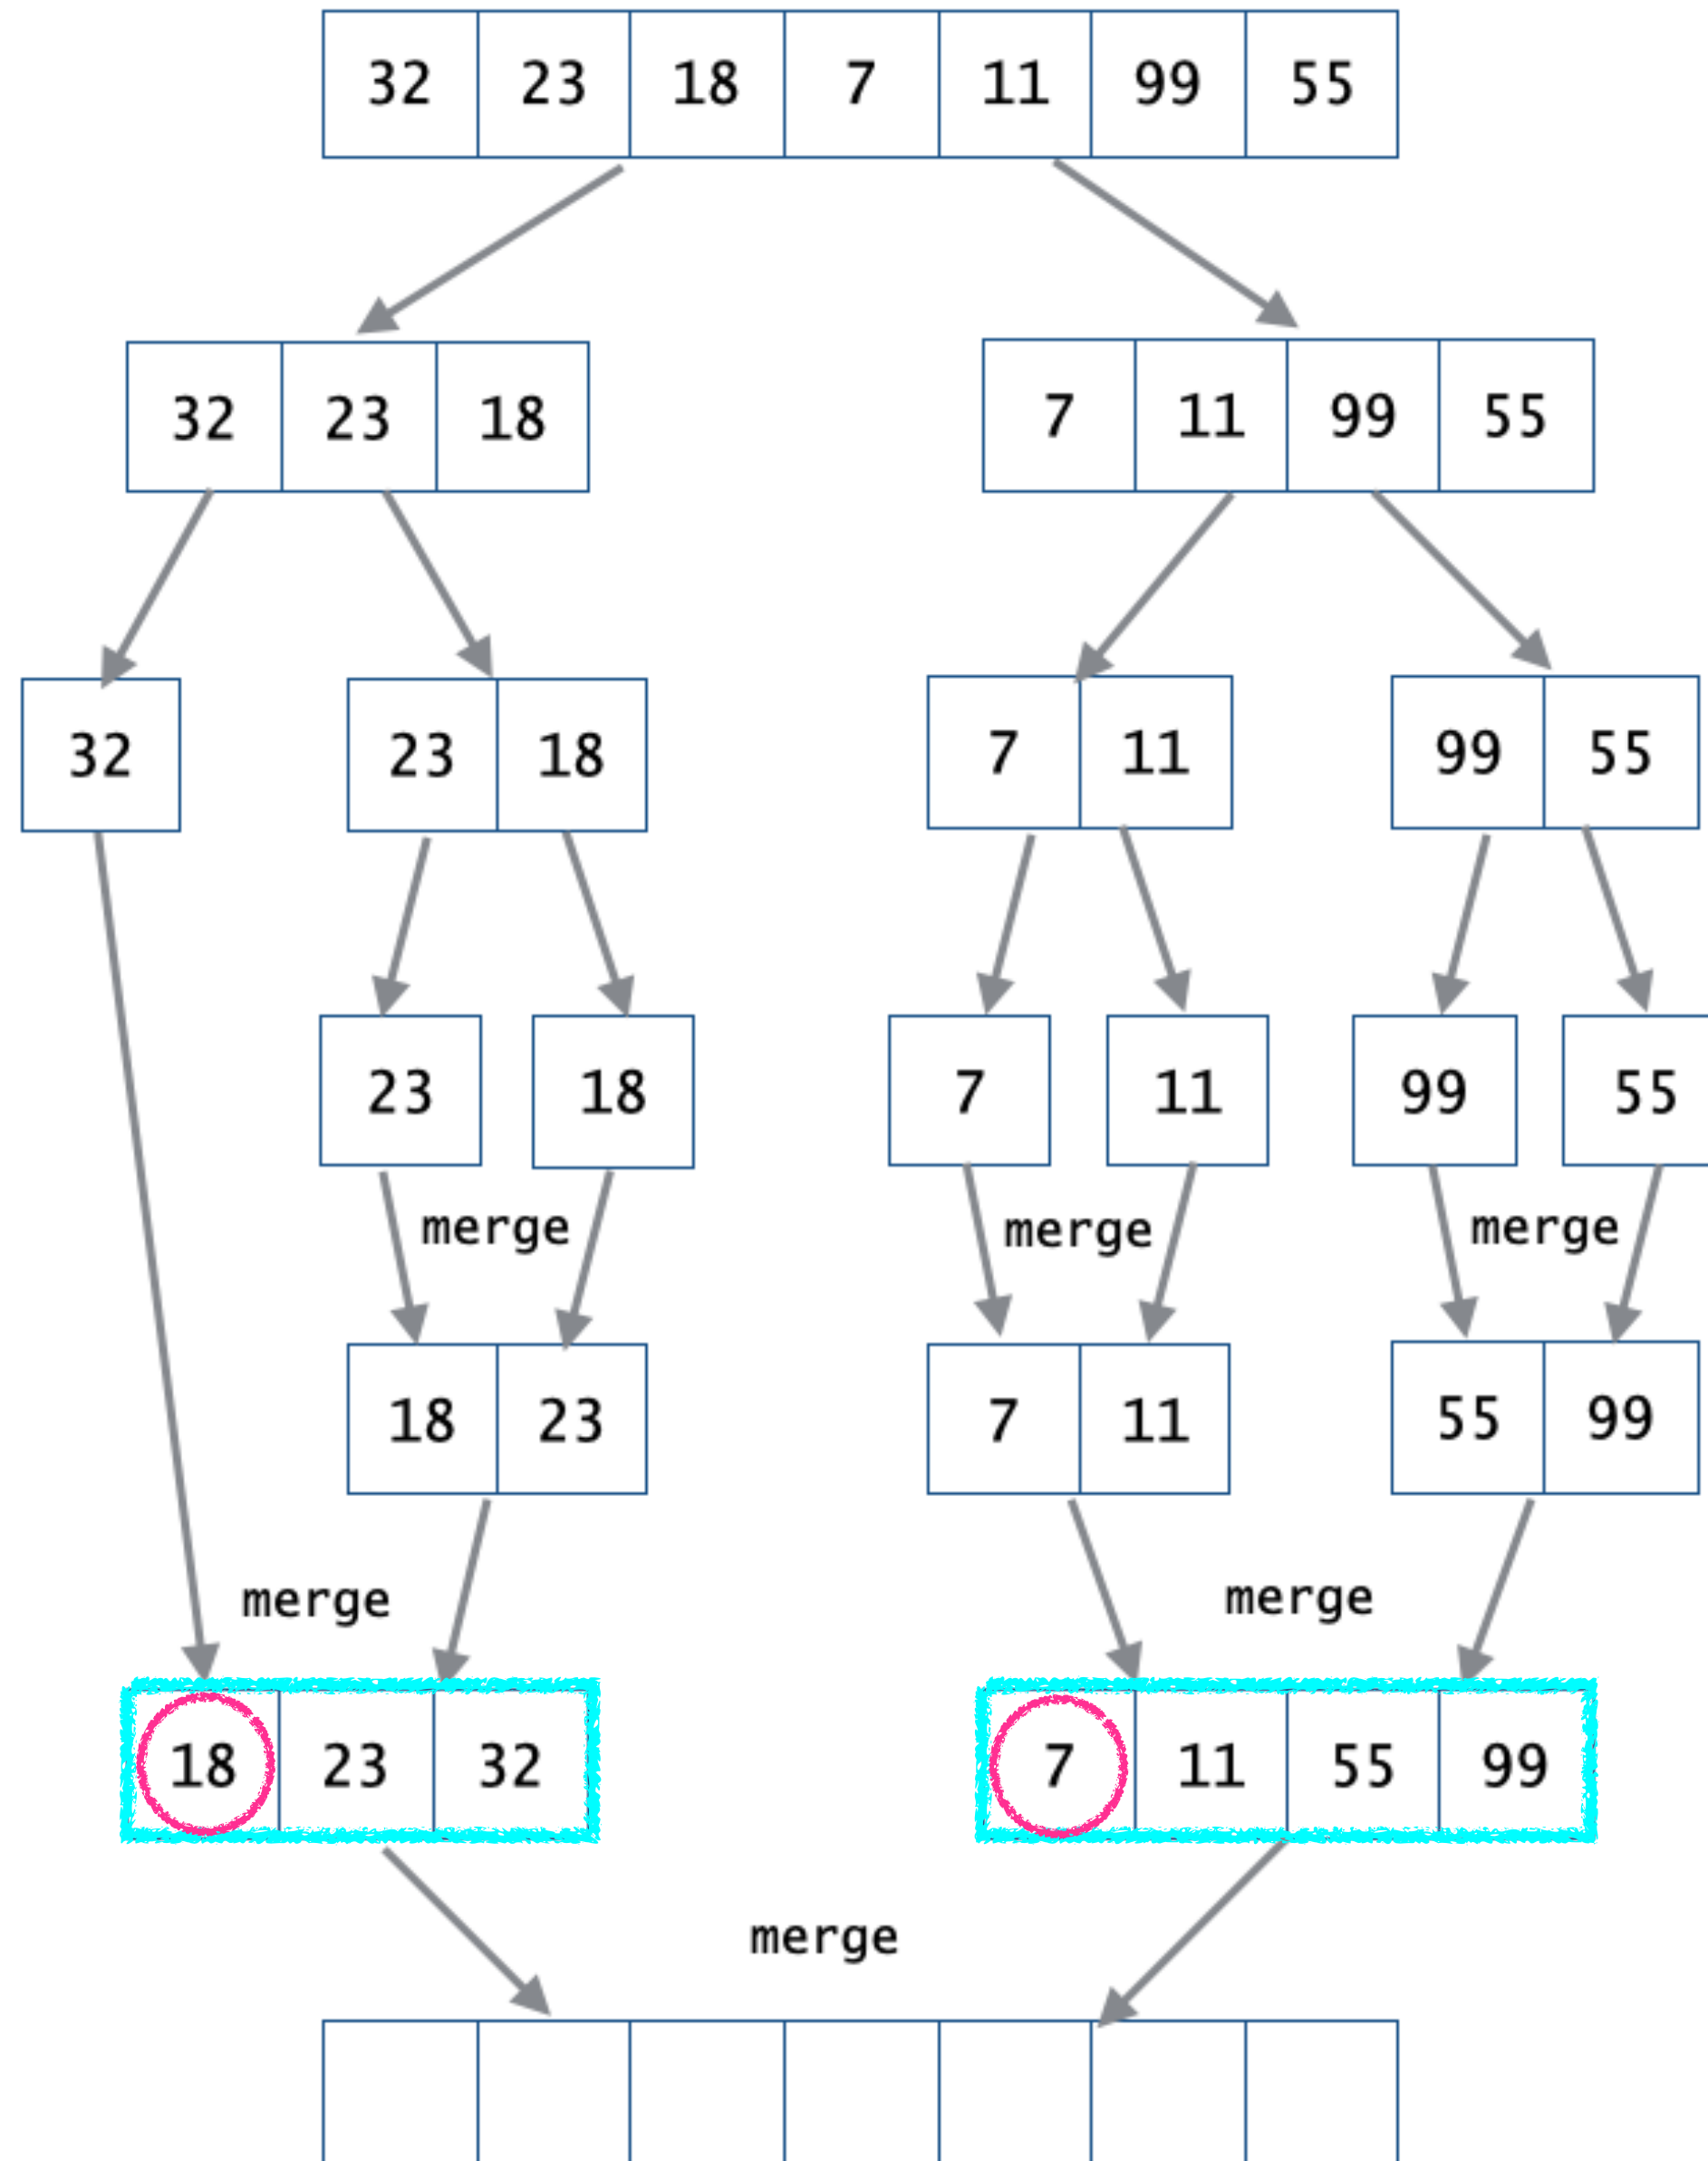 32 23 18 7 11 99 55
32 23 18 7 11 99 55
32 23 18 7 11 99 55
23 18 7 11 99 55
merge merge merge
18 23 7 11 55 99
merge merge
18 23 32 7 11 55 99
merge